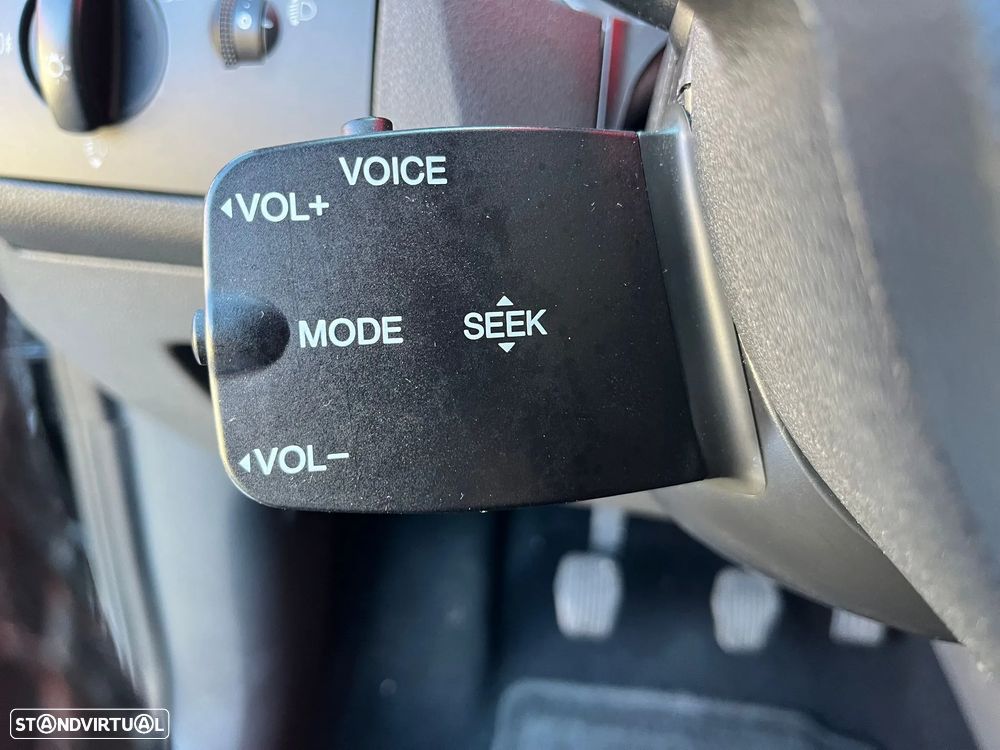 VOICE
VOL+
MODE
SEEK
VOL-
STANDVIRTUAL